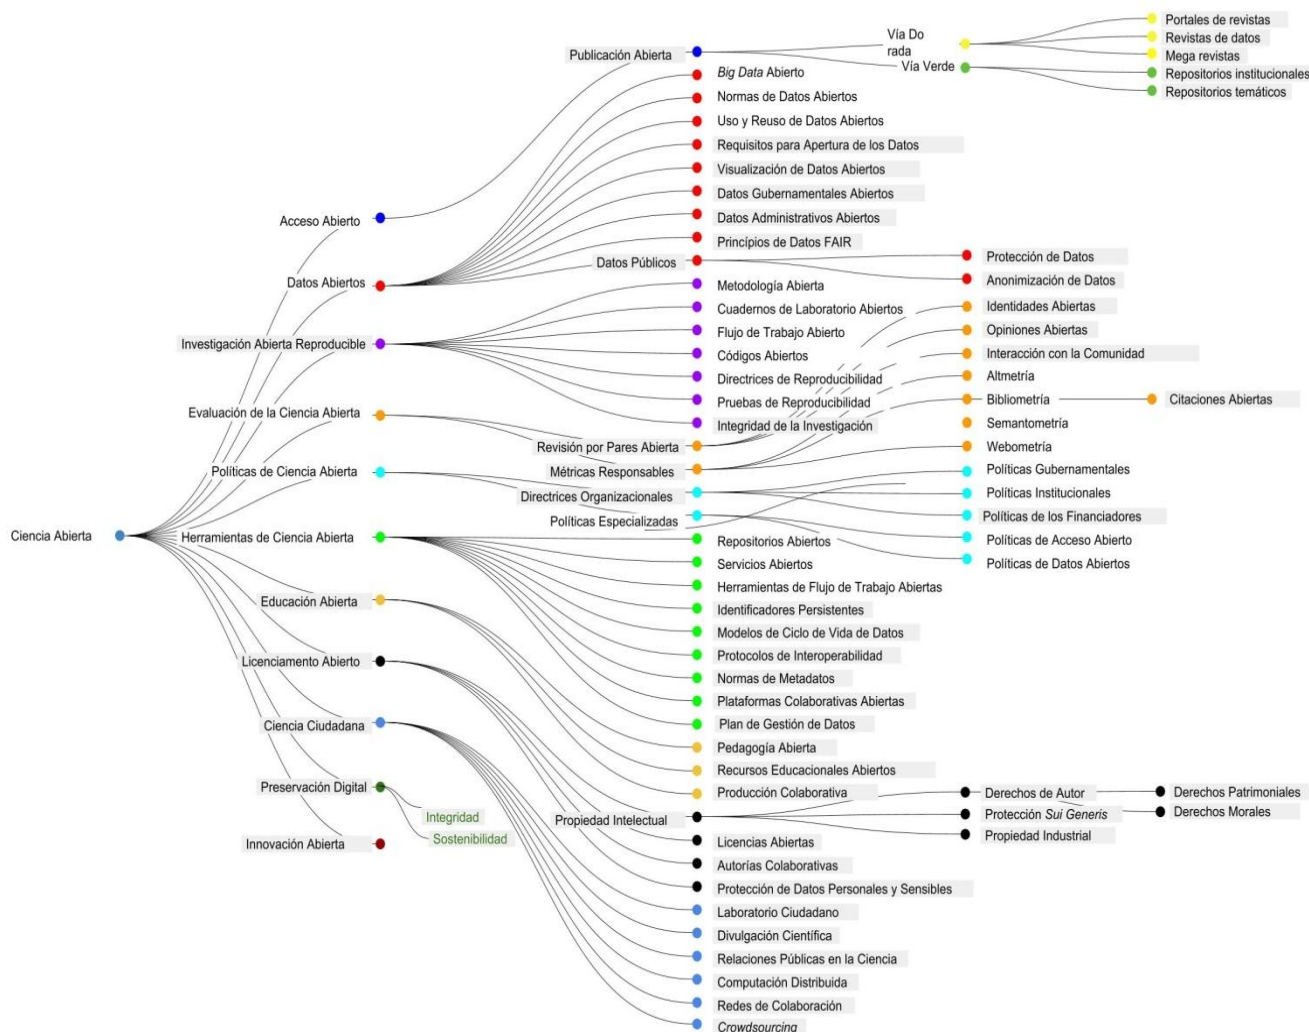 Ciencia Abierta
Acceso Abierto
Datos Abiertos
Investigación Abierta Reproducible
Evaluación de la Ciencia Abierta
Políticas de Ciencia Abierta
Herramientas de Ciencia Abierta
Educación Abierta
Licenciamento Abierto
Ciencia Ciudadana
Preservación Digital
Innovación Abierta
Integridad
Sostenibilidad
Publicación Abierta
Big Data Abierto
Normas de Datos Abiertos
Uso y Reuso de Datos Abiertos
Requisitos para Apertura de los Datos
Visualización de Datos Abiertos
Datos Gubernamentales Abiertos
Datos Administrativos Abiertos
Princípios de Datos FAIR
Datos Públicos
Metodología Abierta
Cuadernos de Laboratorio Abiertos
Flujo de Trabajo Abierto
Códigos Abiertos
Directrices de Reproducibilidad
Pruebas de Reproducibilidad
Integridad de la Investigación
Revisión por Pares Abierta
Métricas Responsables
Directrices Organizacionales
Políticas Especializadas
Repositorios Abiertos
Servicios Abiertos
Herramientas de Flujo de Trabajo Abiertas
Identificadores Persistentes
Modelos de Ciclo de Vida de Datos
Protocolos de Interoperabilidad
Normas de Metadatos
Plataformas Colaborativas Abiertas
Plan de Gestión de Datos
Pedagogía Abierta
Recursos Educacionales Abiertos
Producción Colaborativa
Propiedad Intelectual
Licencias Abiertas
Autorías Colaborativas
Protección de Datos Personales y Sensibles
Laboratorio Ciudadano
Divulgación Científica
Relaciones Públicas en la Ciencia
Computación Distribuida
Redes de Colaboración
Crowdsourcing
Vía Do
rada
Vía Verde
Protección de Datos
Anonimización de Datos
Identidades Abiertas
Opiniones Abiertas
Interacción con la Comunidad
Altmetría
Bibliometría
Semantometría
Webometría
Políticas Gubernamentales
Políticas Institucionales
Políticas de los Financiadores
Políticas de Acceso Abierto
Políticas de Datos Abiertos
Derechos de Autor
Protección Sui Generis
Propiedad Industrial
Portales de revistas
Revistas de datos
Mega revistas
Repositorios institucionales
Repositorios temáticos
Citaciones Abiertas
Derechos Patrimoniales
Derechos Morales